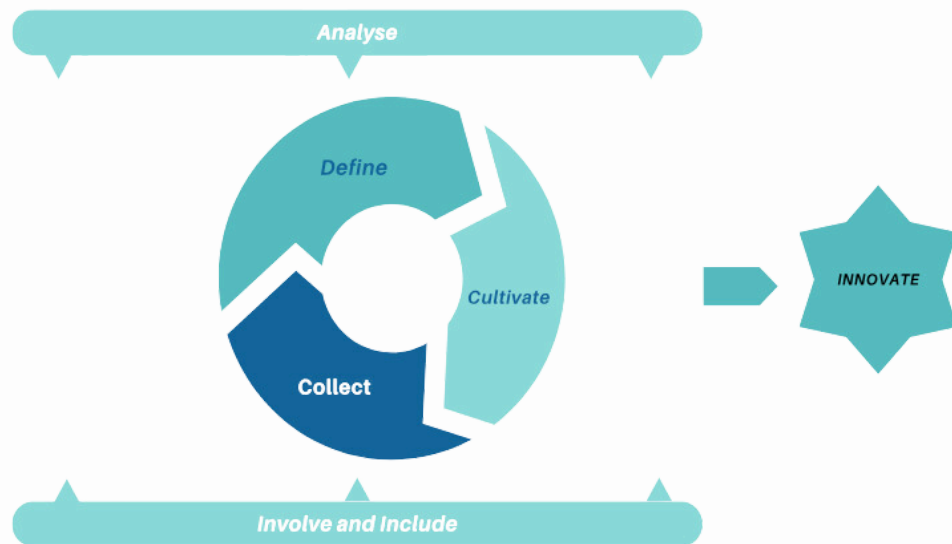 Analyse
Define
Cultivate
INNOVATE
Collect
Involve and Include